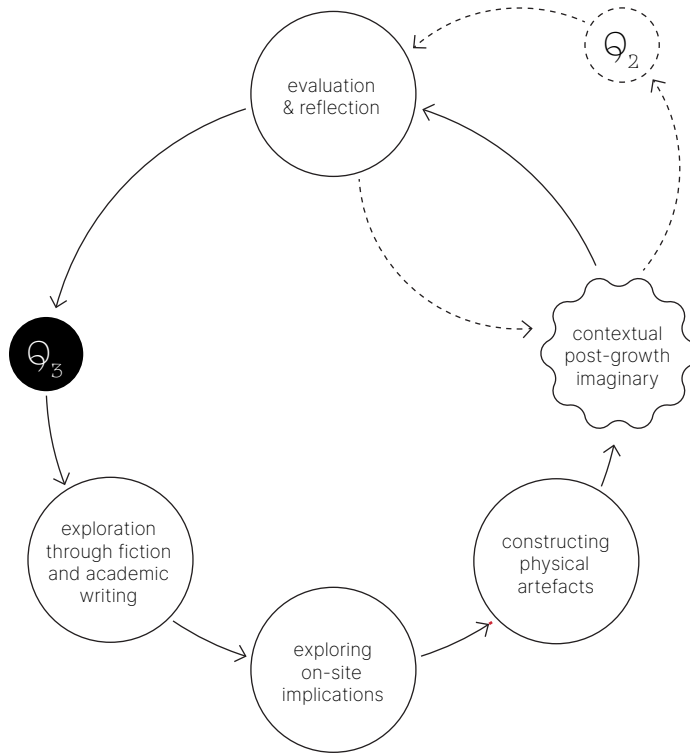 evaluation
& reflection
Q2
contextual
post-growth
imaginary
Q3
exploration
through fiction
and academic
writing
constructing
physical
artefacts
exploring
on-site
implications